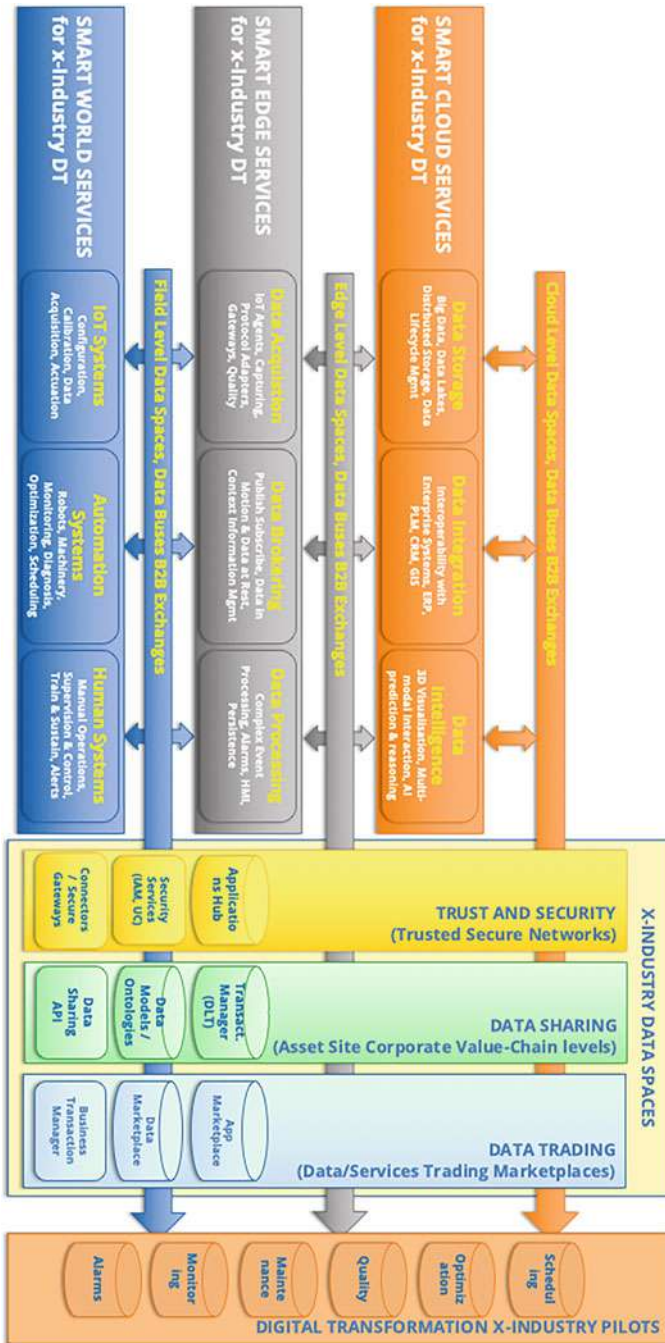 SMART WORLD SERVICES
for x-Industry DT
IoT Systems
Configuration,
Calibration, Data
Acquisition, Actuation
Automation
Systems
Robots, Machinery,
Monitoring Diagnosis,
Optimization, Scheduling
Human Systems
Manual Operations,
Supervision & Control,
Train & Sustain, Alerts
Field Level Data Spaces, Data Buses B2B Exchanges
SMART EDGE SERVICES
for x-Industry DT
Data Acquistion
IoT Agents, Capturing,
Protocol Adapters,
Gateways, Quality
Data Brokering
Publish Subscribe, Data in
Motion & Data at Rest,
Context Information Mgmt
Data Processing
Complex Event
Processing, Alarms, HMI,
Persistence
Edge Level Data Spaces, Data Buses B2B Exchanges
SMART CLOUD SERVICES
for x-Industry DT
Data Storage
Big Data, Data Lakes,
Distributed Storage, Data
Lifecycle Mgmt
Data Integration
Interoperability with
Enterprise Systems, ERP,
PLM, CRM, GIS
Data
Intelligence
3D Visualisation, Multi-
modal Interaction, AI
prediction & reasoning
Cloud Level Data Spaces, Data Buses B2B Exchanges
X-INDUSTRY DATA SPACES
TRUST AND SECURITY
(Trusted Secure Networks)
Applicatio
ns Hub
Security
Services
(IAM, UC)
Connectors
/ Secure
Gateways
DATA SHARING
(Asset Site Corporate Value-Chain levels)
Transact.
Manager
(DLT)
Data
Models /
Ontologies
Data
Sharing
API
DATA TRADING
(Data/Services Trading Marketplaces)
App
Marketplace
Data
Marketplace
Business
Transaction
Manager
DIGITAL TRANSFORMATION X-INDUSTRY PILOTS
Schedul
ing
Optimiz
ation
Quality
Mainte
nance
Monitor
ing
Alarms